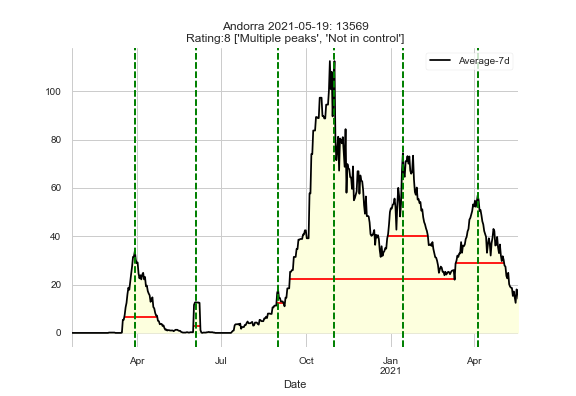 Andorra 2021-05-19: 13569
Rating:8 ['Multiple peaks', 'Not in control']
Average-7d
100
80
60
40
20
0
Apr
Jul
Oct
Jan
2021
Apr
Date